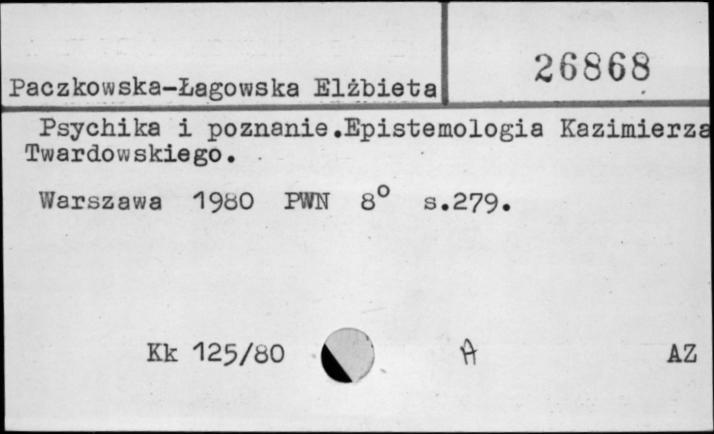 26868
Paczkowska-Łagowska Elżbieta
Psychika i poznanie.Epistemologia Kazimierza
Twardowskiego.
Warszawa 1980 PWN 8° s.279.
Kk 125/80 A AZ